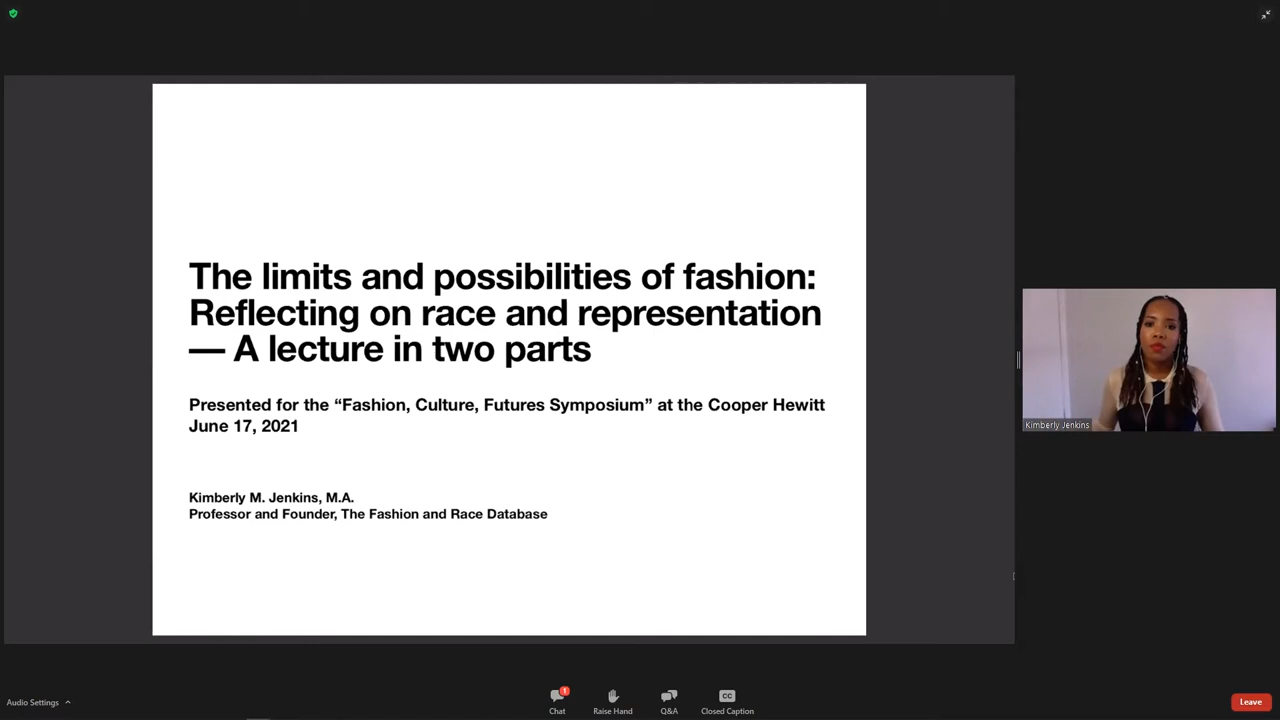 The limits and possibilities of fashion:
Reflecting on race and representation
— A lecture in two parts
Presented for the “Fashion, Culture, Futures Symposium” at the Cooper Hewitt
June 17, 2021
Kimberly M. Jenkins, M.A.
Professor and Founder, The Fashion and Race Database
Kimberly Jenkins
Audio Settings
1
Chat
Raise Hand
Q&A
CC
Closed Caption
Leave